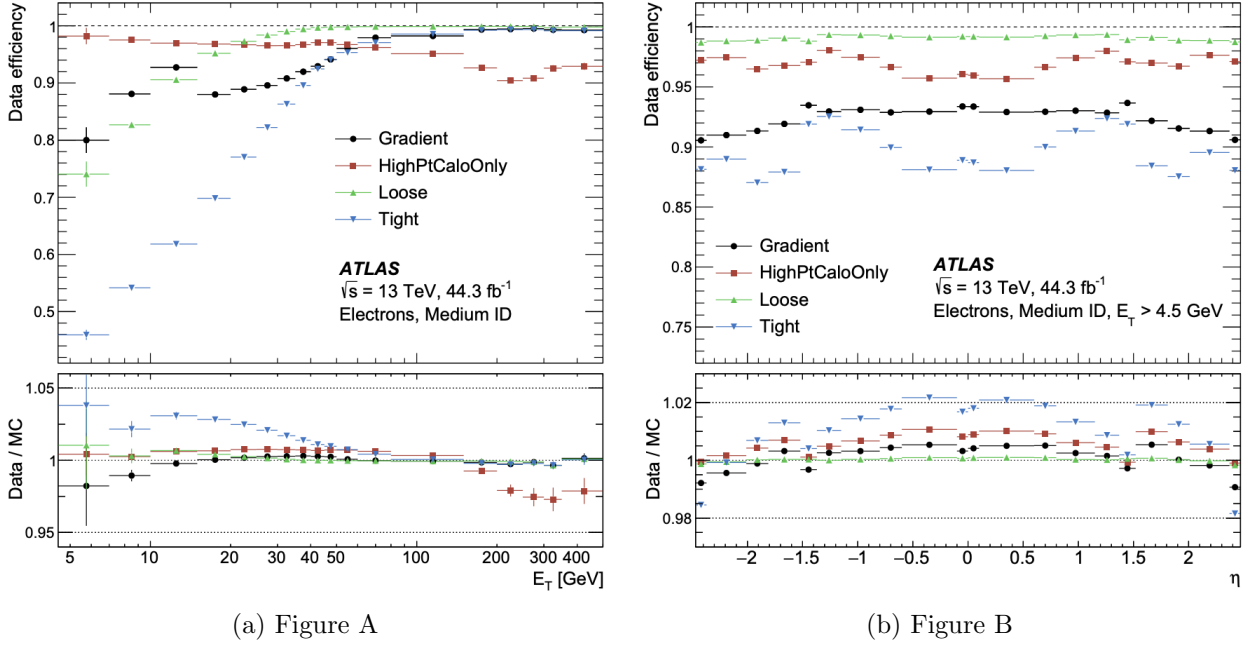 Data efficiency
1
0.9
0.8
0.7
0.6
0.5
Gradient
HighPtCaloOnly
Loose
Tight
ATLAS
√s = 13 TeV, 44.3 fb⁻¹
Electrons, Medium ID
Data / MC
1.05
1
0.95
5 10 20 30 40 50 100 200 300 400
E_T [GeV]
(a) Figure A
Data efficiency
1
0.95
0.9
0.85
0.8
0.75
Gradient
HighPtCaloOnly
Loose
Tight
ATLAS
√s = 13 TeV, 44.3 fb⁻¹
Electrons, Medium ID, E_T > 4.5 GeV
Data / MC
1.02
1
0.98
−2 −1.5 −1 −0.5 0 0.5 1 1.5 2
η
(b) Figure B